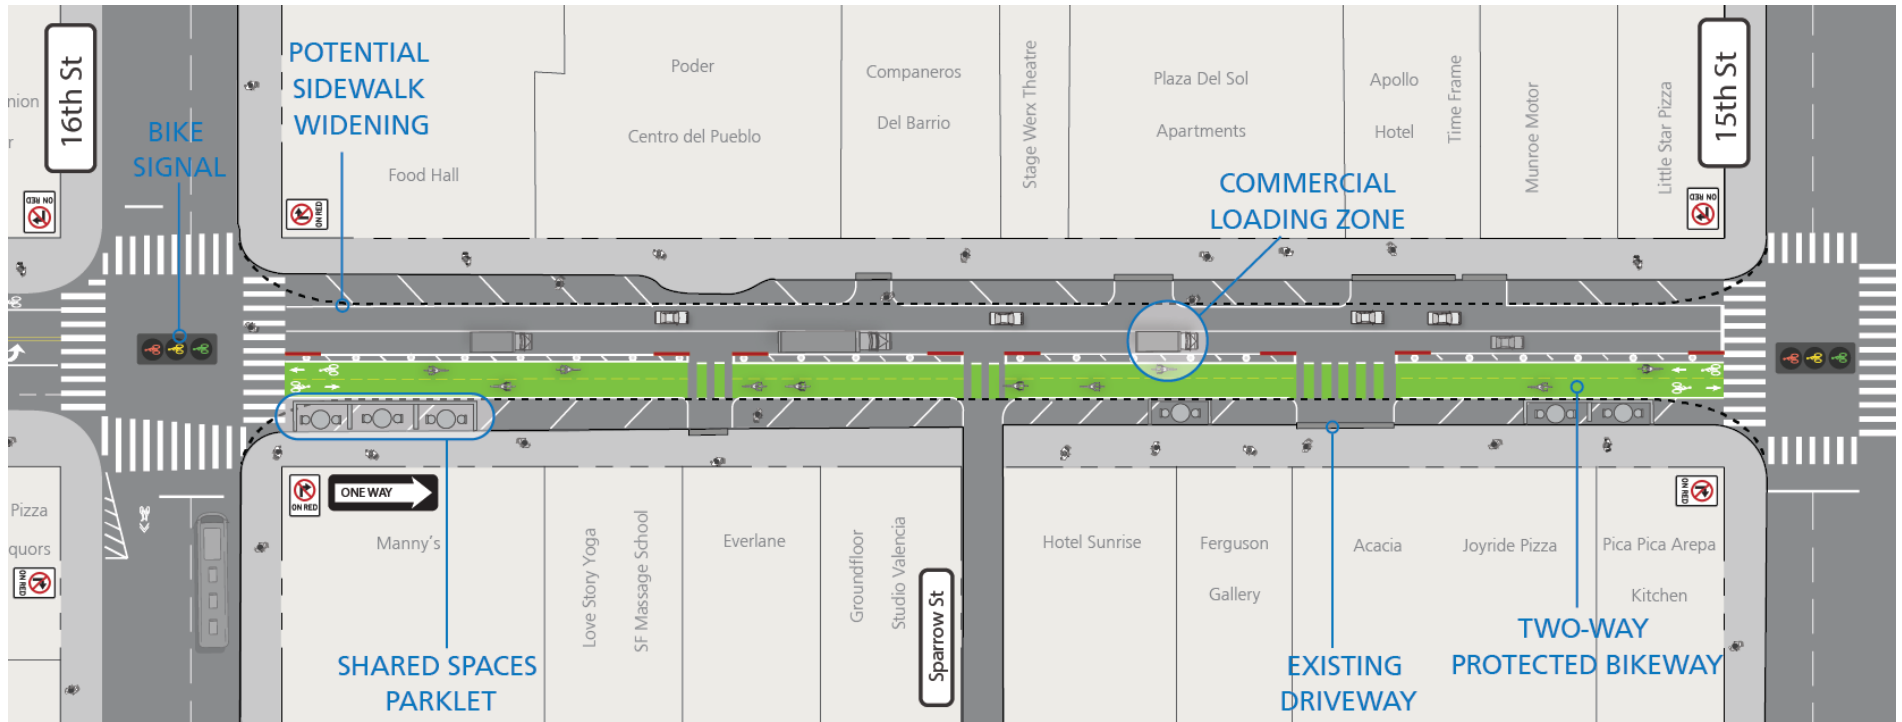 16th St
15th St
POTENTIAL
SIDEWALK
WIDENING
BIKE
SIGNAL
nion
r
Food Hall
Poder
Centro del Pueblo
Companeros
Del Barrio
Stage Werx Theatre
Plaza Del Sol
Apartments
Apollo
Hotel
Time Frame
Munroe Motor
Little Star Pizza
COMMERCIAL
LOADING ZONE
ON RED
ON RED
ON RED
ON RED
ONE WAY
ON RED
ON RED
Pizza
quors
Manny's
Love Story Yoga
SF Massage School
Everlane
Groundfloor
Studio Valencia
Sparrow St
Hotel Sunrise
Ferguson
Gallery
Acacia
Joyride Pizza
Pica Pica Arepa
Kitchen
SHARED SPACES
PARKLET
EXISTING
DRIVEWAY
TWO-WAY
PROTECTED BIKEWAY